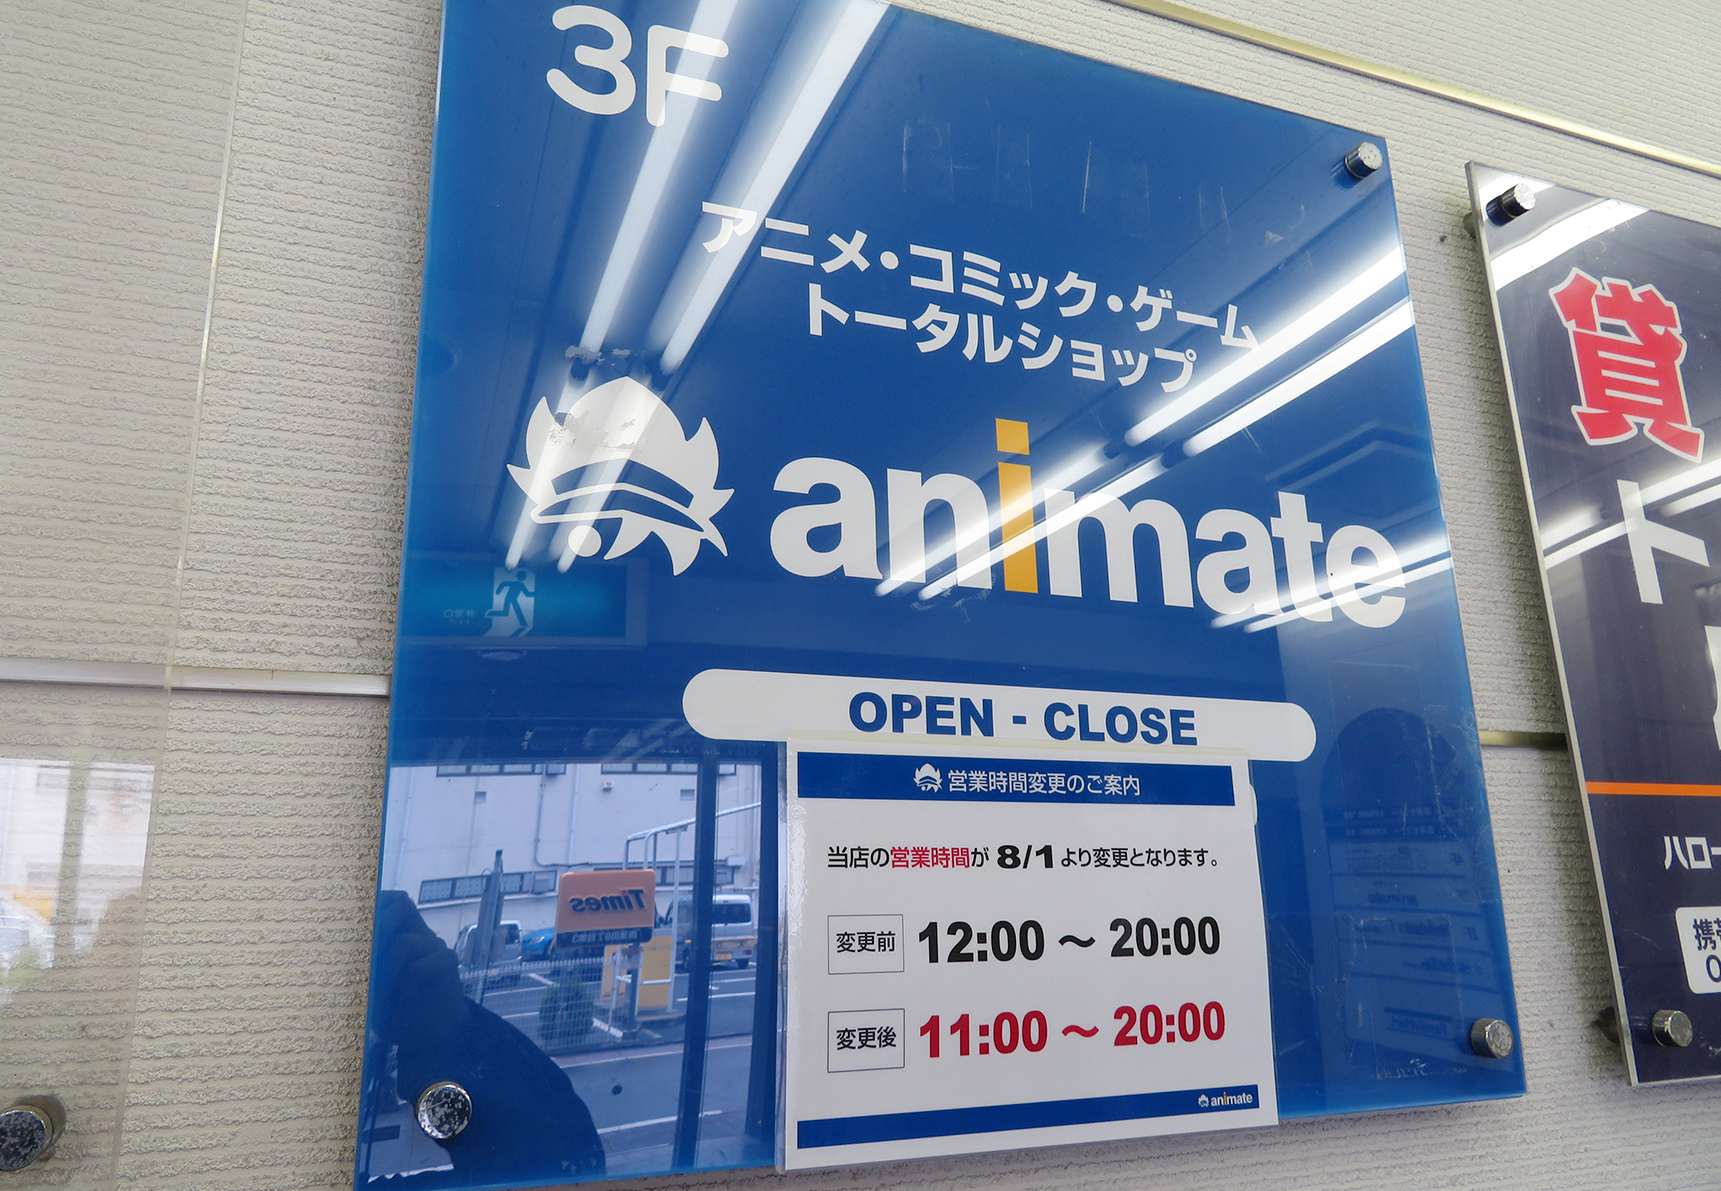 3F
アニメ・コミック・ゲーム
トータルショップ
animate
OPEN - CLOSE
営業時間変更のご案内
当店の営業時間が 8/1 より変更となります。
変更前 12:00 ～ 20:00
変更後 11:00 ～ 20:00
animate
Times
貸
ト
ハロー
携帯